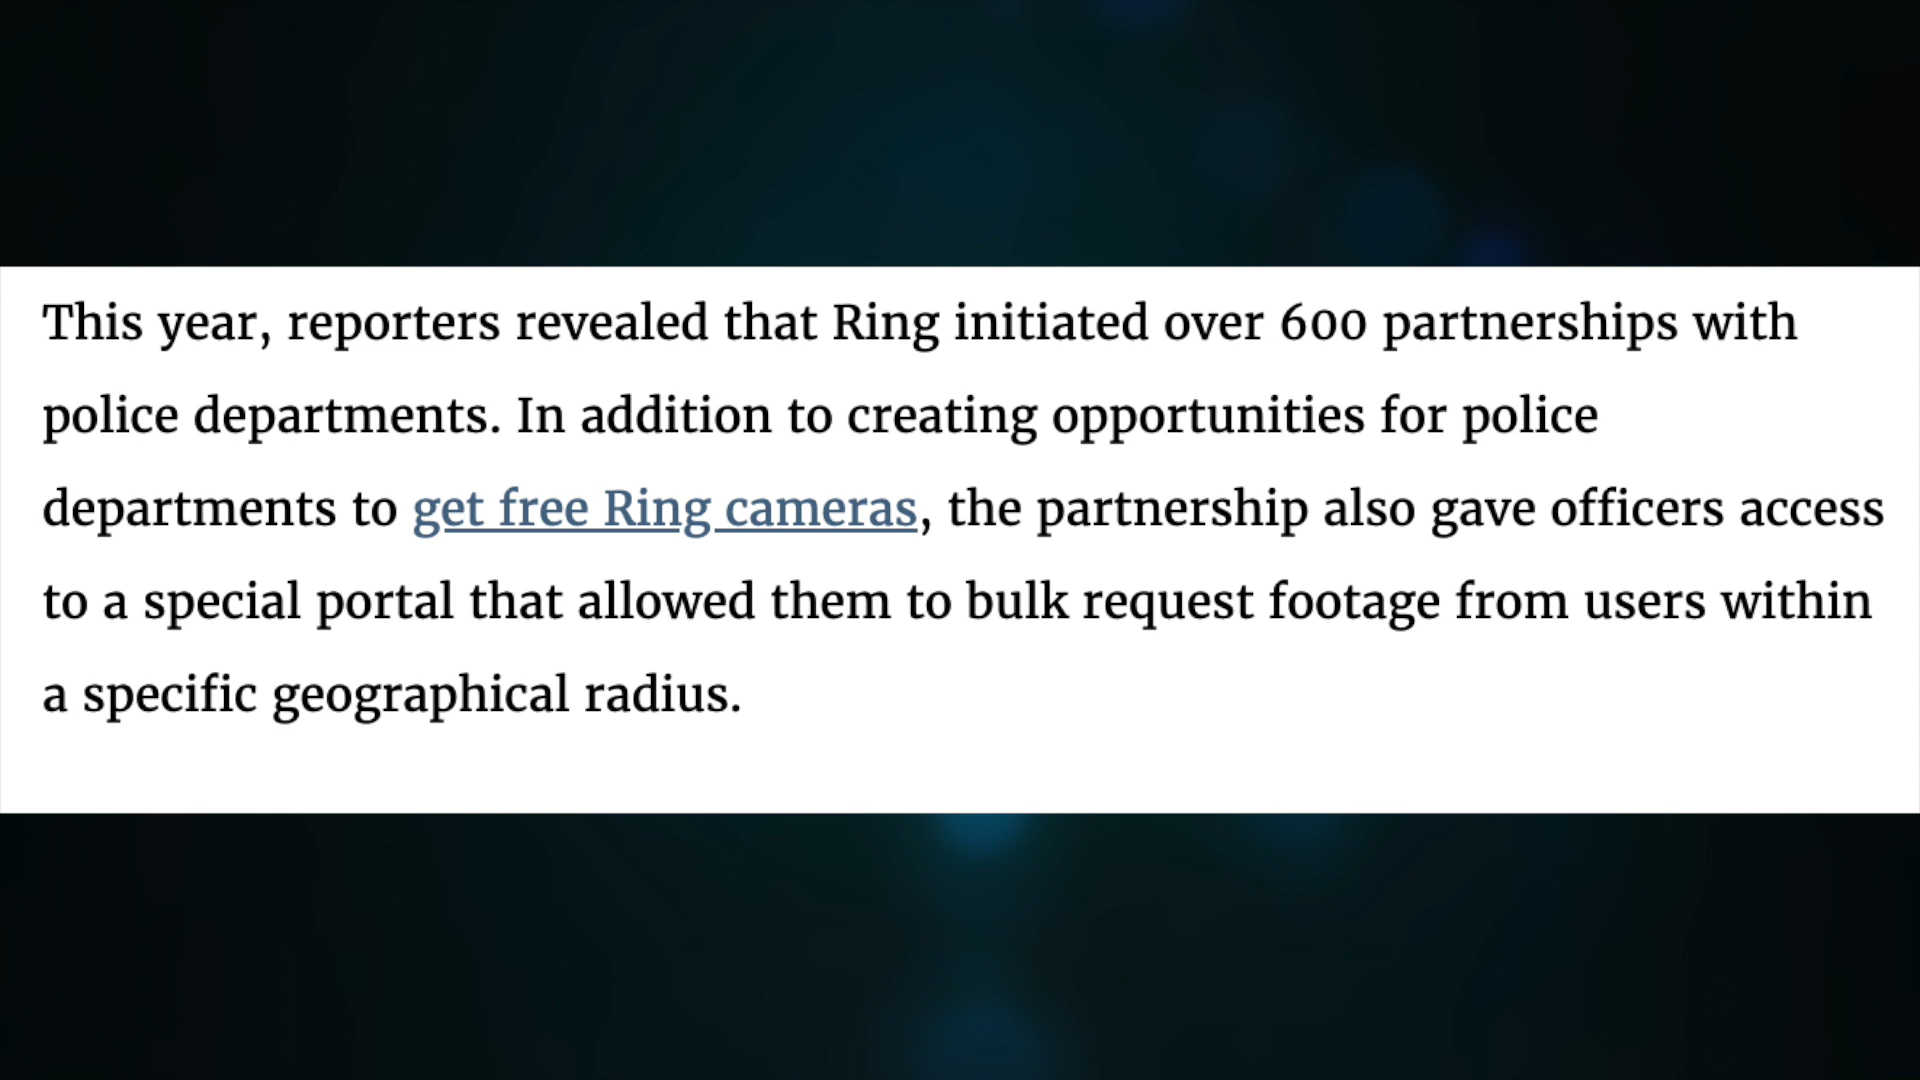 This year, reporters revealed that Ring initiated over 600 partnerships with
police departments. In addition to creating opportunities for police
departments to get free Ring cameras, the partnership also gave officers access
to a special portal that allowed them to bulk request footage from users within
a specific geographical radius.